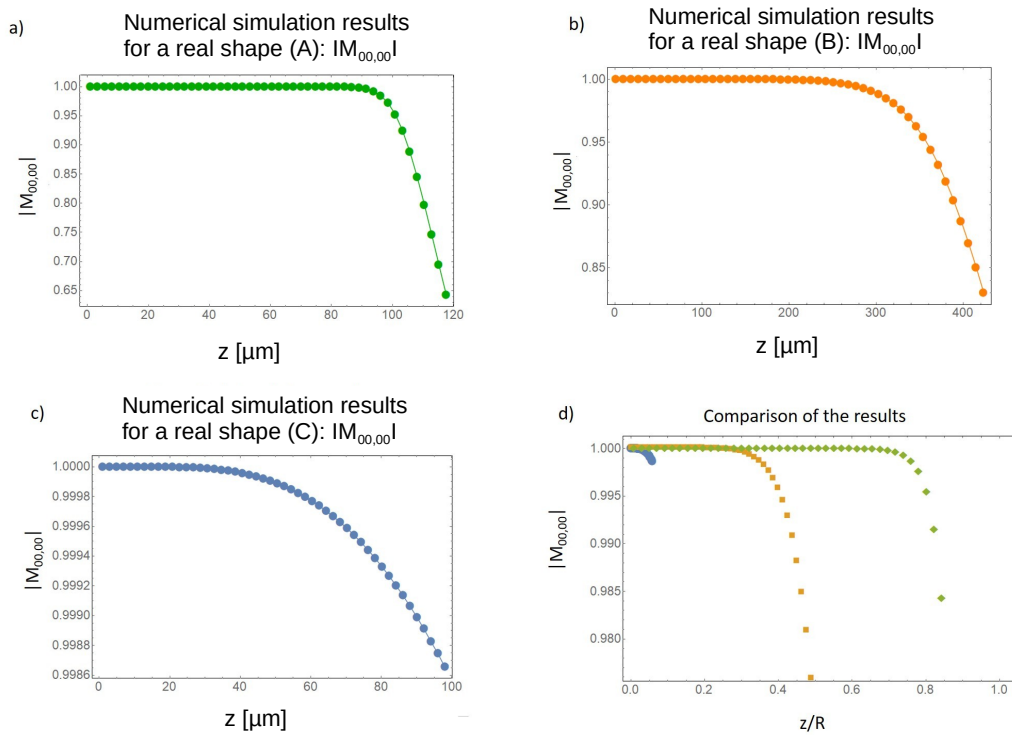 a)
Numerical simulation results
for a real shape (A): IM00,00I
1.00
0.95
0.90
0.85
0.80
0.75
0.70
0.65
|M00,00|
0
20
40
60
80
100
120
z [µm]
b)
Numerical simulation results
for a real shape (B): IM00,00I
1.00
0.95
0.90
0.85
|M00,00|
0
100
200
300
400
z [µm]
c)
Numerical simulation results
for a real shape (C): IM00,00I
1.0000
0.9998
0.9996
0.9994
0.9992
0.9990
0.9988
0.9986
|M00,00|
0
20
40
60
80
100
z [µm]
d)
Comparison of the results
1.000
0.995
0.990
0.985
0.980
|M00,00|
0.0
0.2
0.4
0.6
0.8
1.0
z/R